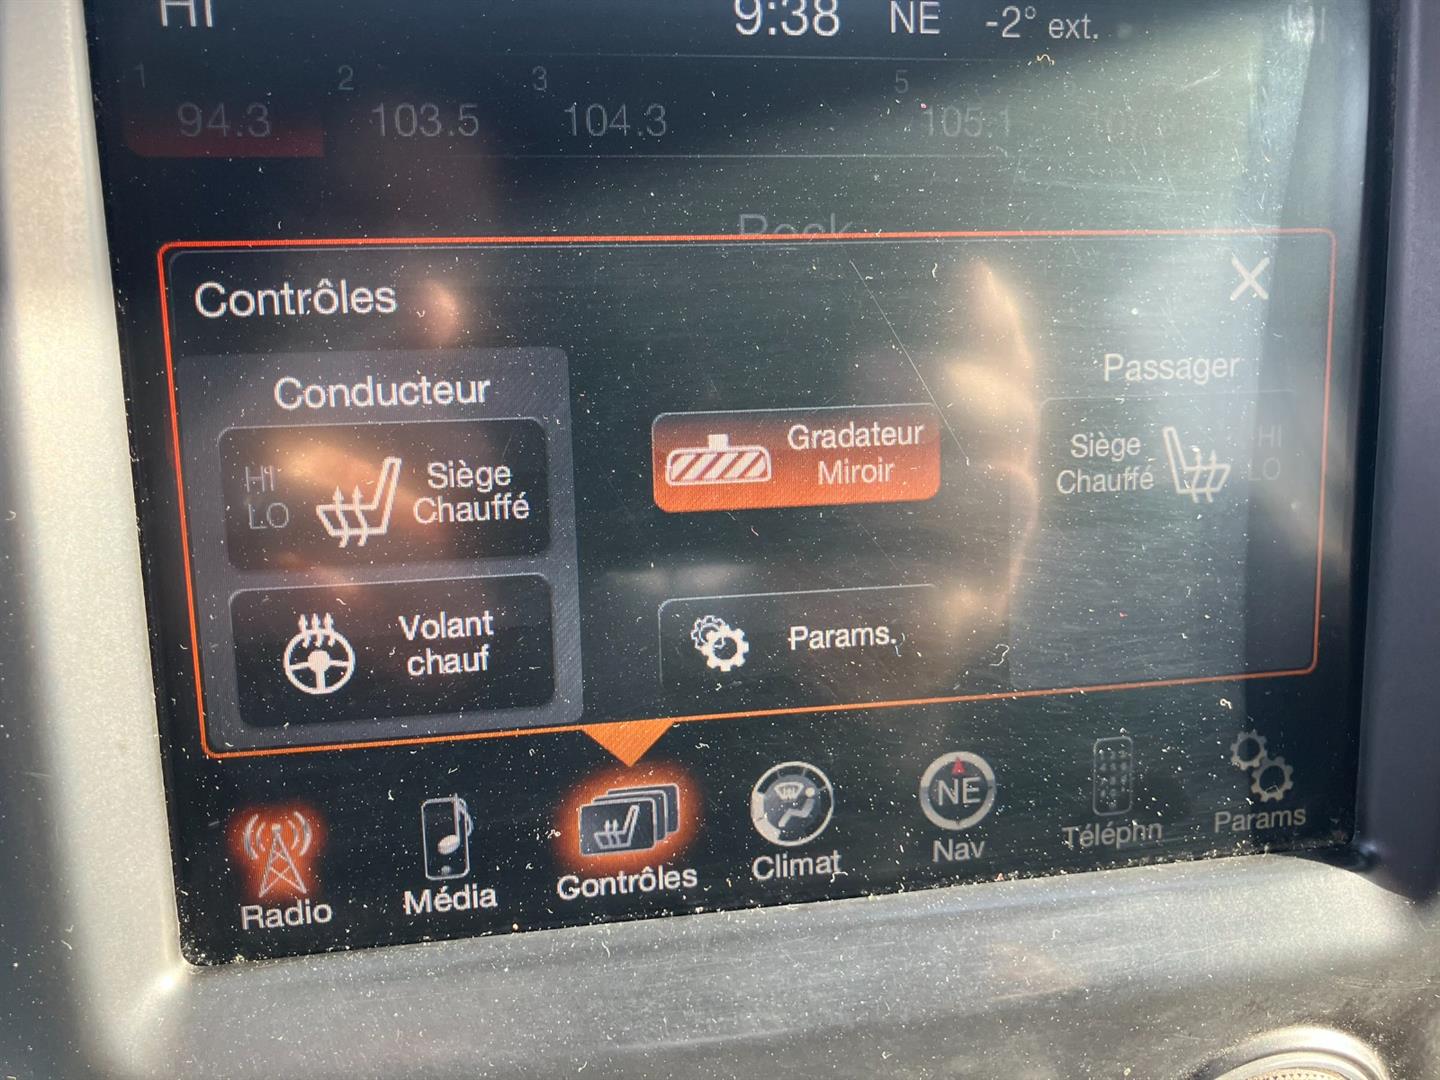 HI 9:38 NE -2° ext.
1 2 3 5
94.3 103.5 104.3 105.1
Rock
Contrôles X
Conducteur
HI
LO
Siège
Chauffé
Volant
chauf
Gradateur
Miroir
Params.
Passager
Siège
Chauffé
HI
LO
Radio Média Contrôles Climat NE Nav Téléphn Params